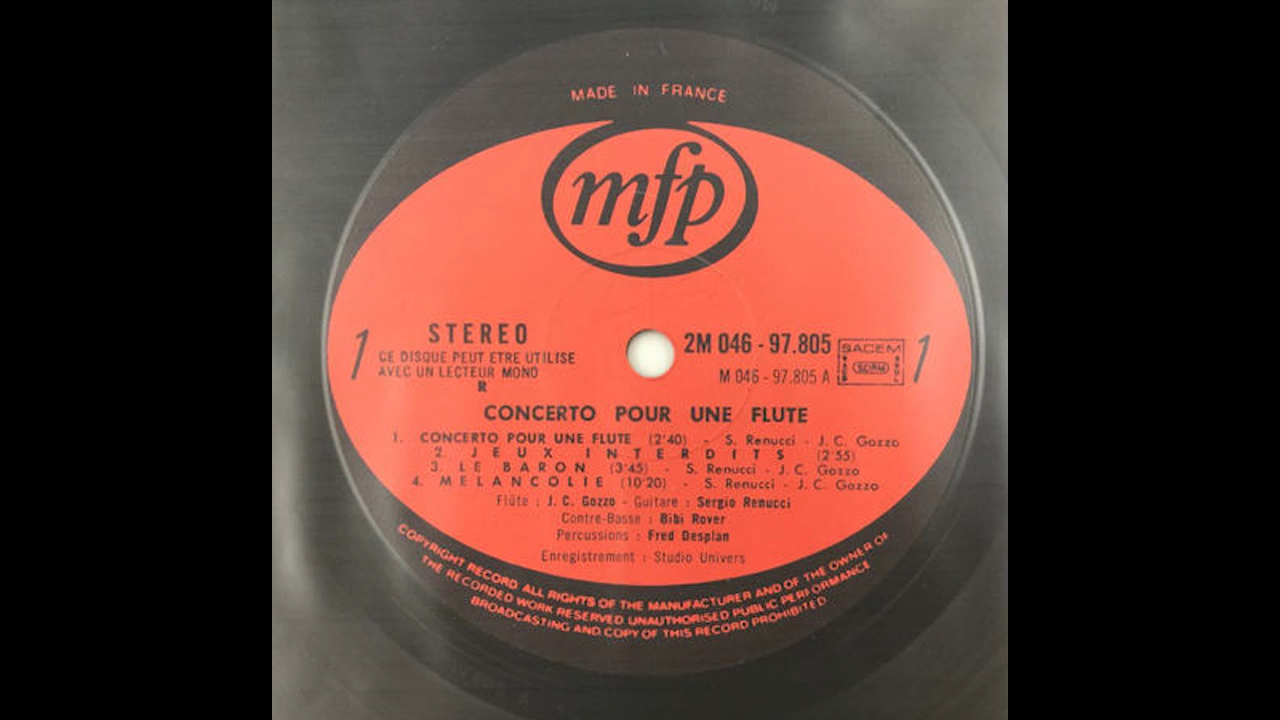 MADE IN FRANCE
mfp
1
STEREO
CE DISQUE PEUT ETRE UTILISE
AVEC UN LECTEUR MONO
R
2M 046 - 97.805
M 046 - 97.805 A
SACEM
SDRM
1
CONCERTO POUR UNE FLUTE
1. CONCERTO POUR UNE FLUTE (2'40) - S. Renucci - J. C. Gozzo
2. JEUX INTERDITS (2'55)
3. LE BARON (3'45) - S. Renucci - J. C. Gozzo
4. MELANCOLIE (10'20) - S. Renucci - J. C. Gozzo
Flûte : J. C. Gozzo - Guitare : Sergio Renucci
Contre-Basse : Bibi Rover
Percussions : Fred Desplan
Enregistrement : Studio Univers
COPYRIGHT RECORD ALL RIGHTS OF THE MANUFACTURER AND OF THE OWNER OF
THE RECORDED WORK RESERVED UNAUTHORISED PUBLIC PERFORMANCE
BROADCASTING AND COPY OF THIS RECORD PROHIBITED